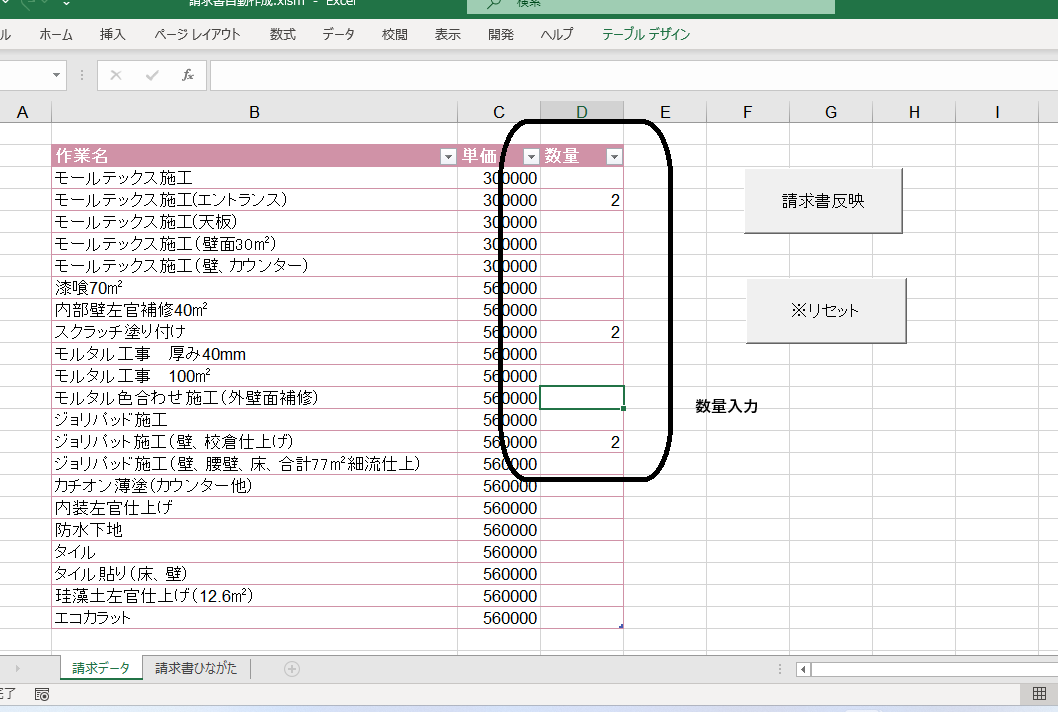 請求書自動作成.xlsm - Excel
検索
ル ホーム 挿入 ページ レイアウト 数式 データ 校閲 表示 開発 ヘルプ テーブル デザイン
fx
A B C D E F G H I
作業名 単価 数量
モールテックス施工 300000
モールテックス施工(エントランス) 300000 2
モールテックス施工(天板) 300000
モールテックス施工(壁面30㎡) 300000
モールテックス施工(壁、カウンター) 300000
漆喰70㎡ 560000
内部壁左官補修40㎡ 560000
スクラッチ塗り付け 560000 2
モルタル工事　厚み40mm 560000
モルタル工事　100㎡ 560000
モルタル色合わせ施工(外壁面補修) 560000
ジョリパッド施工 560000
ジョリパット施工(壁、校倉仕上げ) 560000 2
ジョリパッド施工(壁、腰壁、床、合計77㎡細流仕上) 560000
カチオン薄塗(カウンター他) 560000
内装左官仕上げ 560000
防水下地 560000
タイル 560000
タイル貼り(床、壁) 560000
珪藻土左官仕上げ(12.6㎡) 560000
エコカラット 560000
請求書反映
※リセット
数量入力
請求データ 請求書ひながた
完了